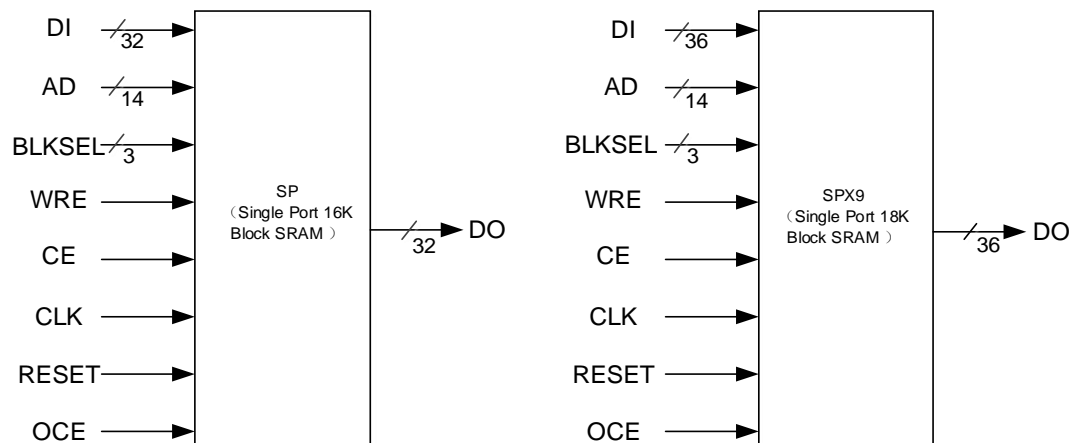 DI
32
AD
14
BLKSEL
3
WRE
CE
CLK
RESET
OCE
SP
（Single Port 16K
Block SRAM ）
32
DO
DI
36
AD
14
BLKSEL
3
WRE
CE
CLK
RESET
OCE
SPX9
（Single Port 18K
Block SRAM ）
36
DO